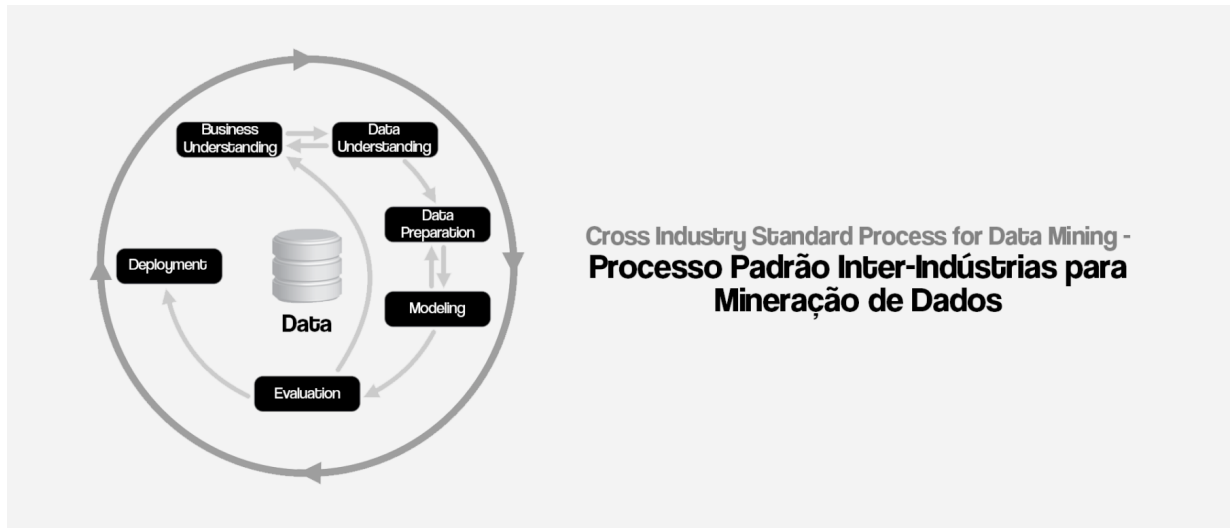 Business
Understanding
Data
Understanding
Data
Preparation
Deployment
Modeling
Data
Evaluation
Cross Industry Standard Process for Data Mining -
Processo Padrão Inter-Indústrias para
Mineração de Dados